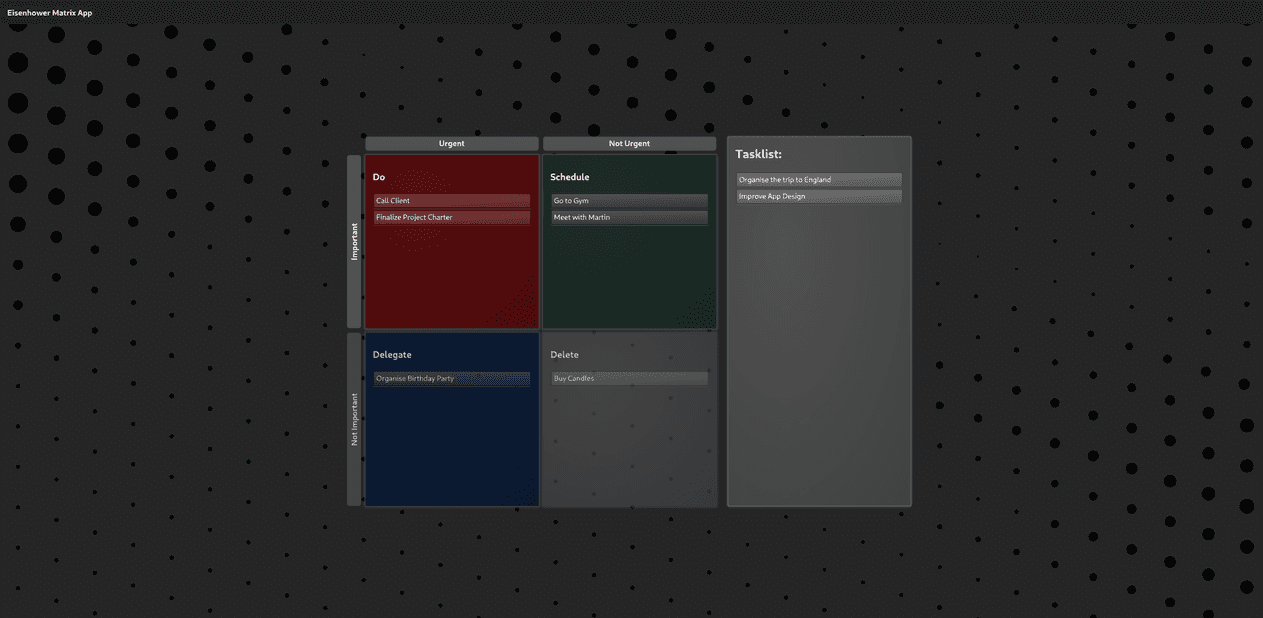 Eisenhower Matrix App
Urgent
Not Urgent
Important
Do
Call Client
Finalize Project Charter
Schedule
Go to Gym
Meet with Martin
Not Important
Delegate
Organise Birthday Party
Delete
Buy Candles
Tasklist:
Organise the trip to England
Improve App Design